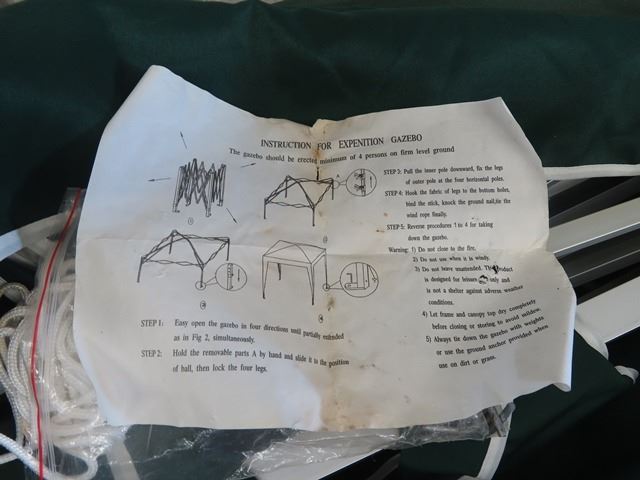 INSTRUCTION FOR EXPENITION GAZEBO
The gazebo should be erected minimum of 4 persons on firm level ground
STEP 1: Easy open the gazebo in four directions until partially extended
as in Fig 2, simultaneously.
STEP 2: Hold the removable parts A by hand and slide it to the position
of ball, then lock the four legs.
STEP 3: Pull the inner pole downward, fix the legs
of outer pole at the four horizontal poles.
STEP 4: Hook the fabric of legs to the bottom holes,
bind the stick, knock the ground nail,tie the
wind rope finally.
STEP 5: Reverse procedures 1 to 4 for taking
down the gazebo.
Warning: 1) Do not close to the fire.
2) Do not use when it is windy.
3) Do not leave unattended. This product
is designed for leisure only and
is not a shelter against adverse weather
conditions.
4) Let frame and canopy tap dry completely
before closing or storing to avoid mildew.
5) Always tie down the gazebo with weights
or use the ground anchor provided when
use on dirt or grass.